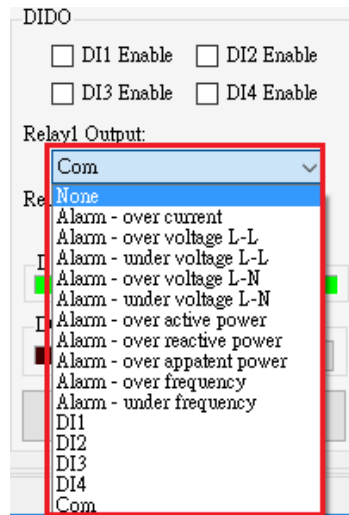 DIDO
DI1 Enable DI2 Enable
DI3 Enable DI4 Enable
Relay1 Output:
Com
None
Alarm - over current
Alarm - over voltage L-L
Alarm - under voltage L-L
Alarm - over voltage L-N
Alarm - under voltage L-N
Alarm - over active power
Alarm - over reactive power
Alarm - over appatent power
Alarm - over frequency
Alarm - under frequency
DI1
DI2
DI3
DI4
Com